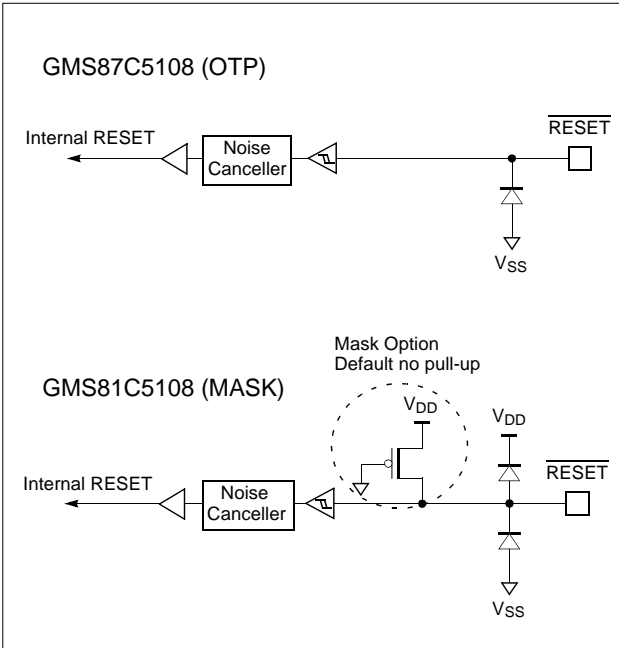 GMS87C5108 (OTP)
Internal RESET
Noise
Canceller
RESET
VSS
Mask Option
Default no pull-up
GMS81C5108 (MASK)
VDD
VDD
Internal RESET
Noise
Canceller
RESET
VSS